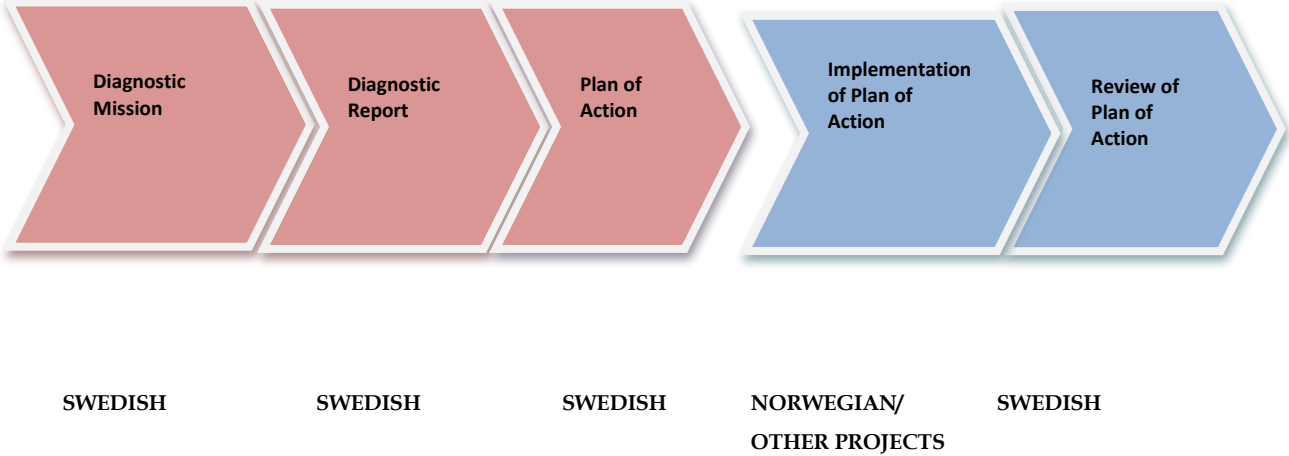 Diagnostic
Mission
Diagnostic
Report
Plan of
Action
Implementation
of Plan of
Action
Review of
Plan of
Action
SWEDISH
SWEDISH
SWEDISH
NORWEGIAN/
OTHER PROJECTS
SWEDISH